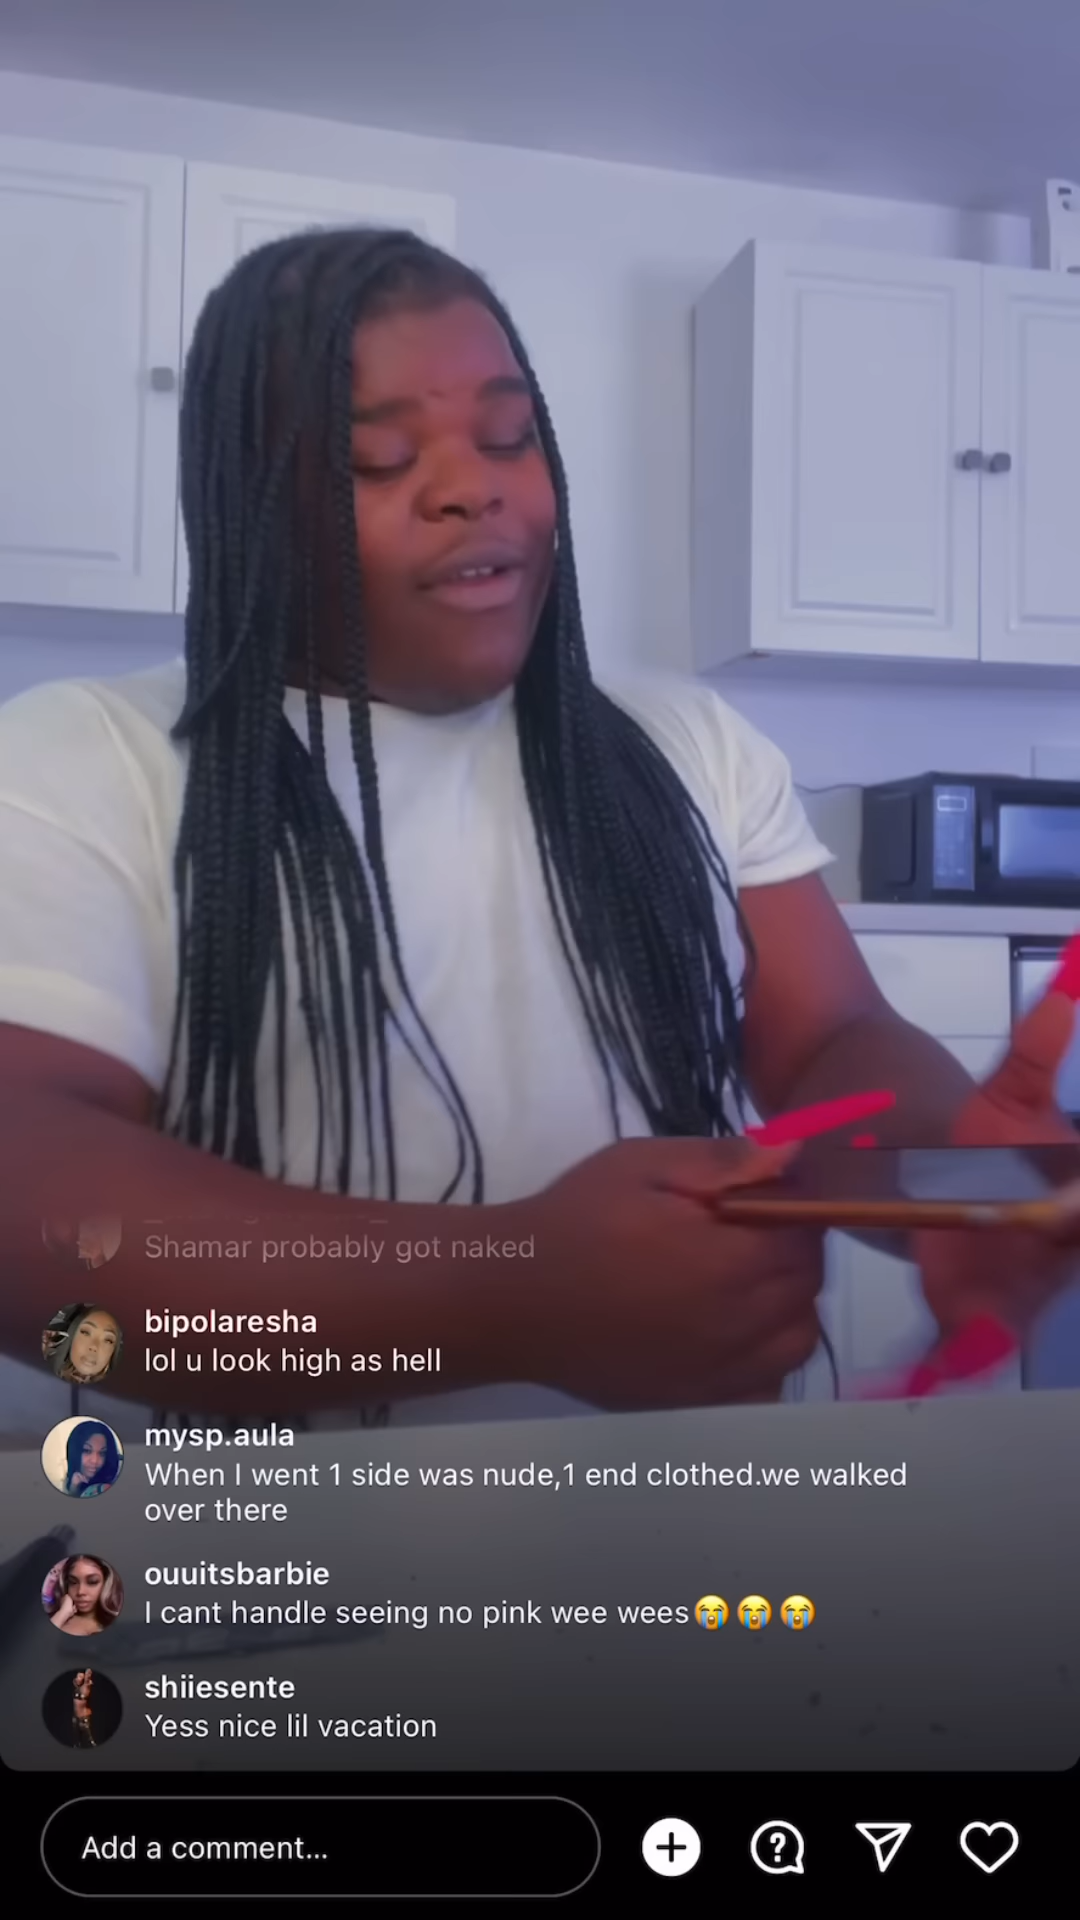 Shamar probably got naked
bipolaresha
lol u look high as hell
mysp.aula
When I went 1 side was nude,1 end clothed.we walked
over there
ouuitsbarbie
I cant handle seeing no pink wee wees😭😭😭
shiiesente
Yess nice lil vacation
Add a comment...